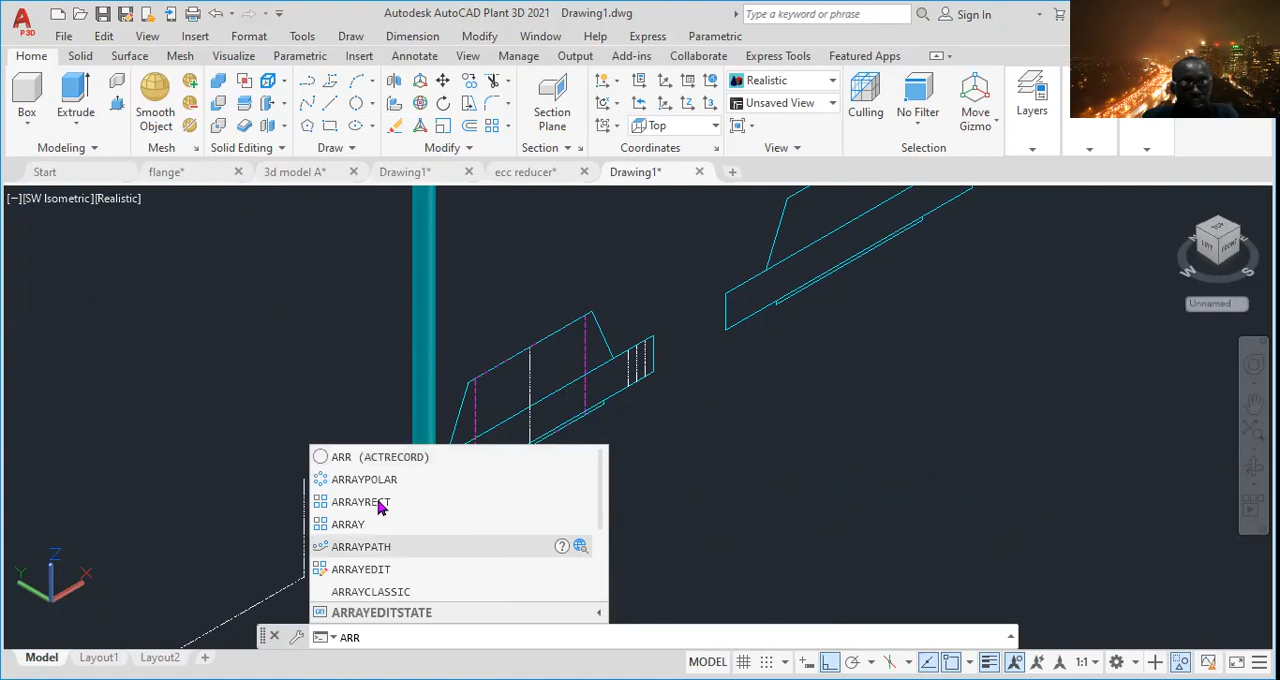 Autodesk AutoCAD Plant 3D 2021 Drawing1.dwg
Type a keyword or phrase
Sign In
P3D
File Edit View Insert Format Tools Draw Dimension Modify Window Help Express Parametric
Home Solid Surface Mesh Visualize Parametric Insert Annotate View Manage Output Add-ins Collaborate Express Tools Featured Apps
Box
Extrude
Smooth Object
Section Plane
Top
Realistic
Unsaved View
Culling
No Filter
Move Gizmo
Layers
Modeling Mesh Solid Editing Draw Modify Section Coordinates View Selection
Start flange* 3d model A* Drawing1* ecc reducer* Drawing1*
[−][SW Isometric][Realistic]
TOP
FRONT
W
S
Unnamed
ARR (ACTRECORD)
ARRAYPOLAR
ARRAYRECT
ARRAY
ARRAYPATH
ARRAYEDIT
ARRAYCLASSIC
ARRAYEDITSTATE
Z
Y
X
ARR
Model Layout1 Layout2
MODEL
1:1